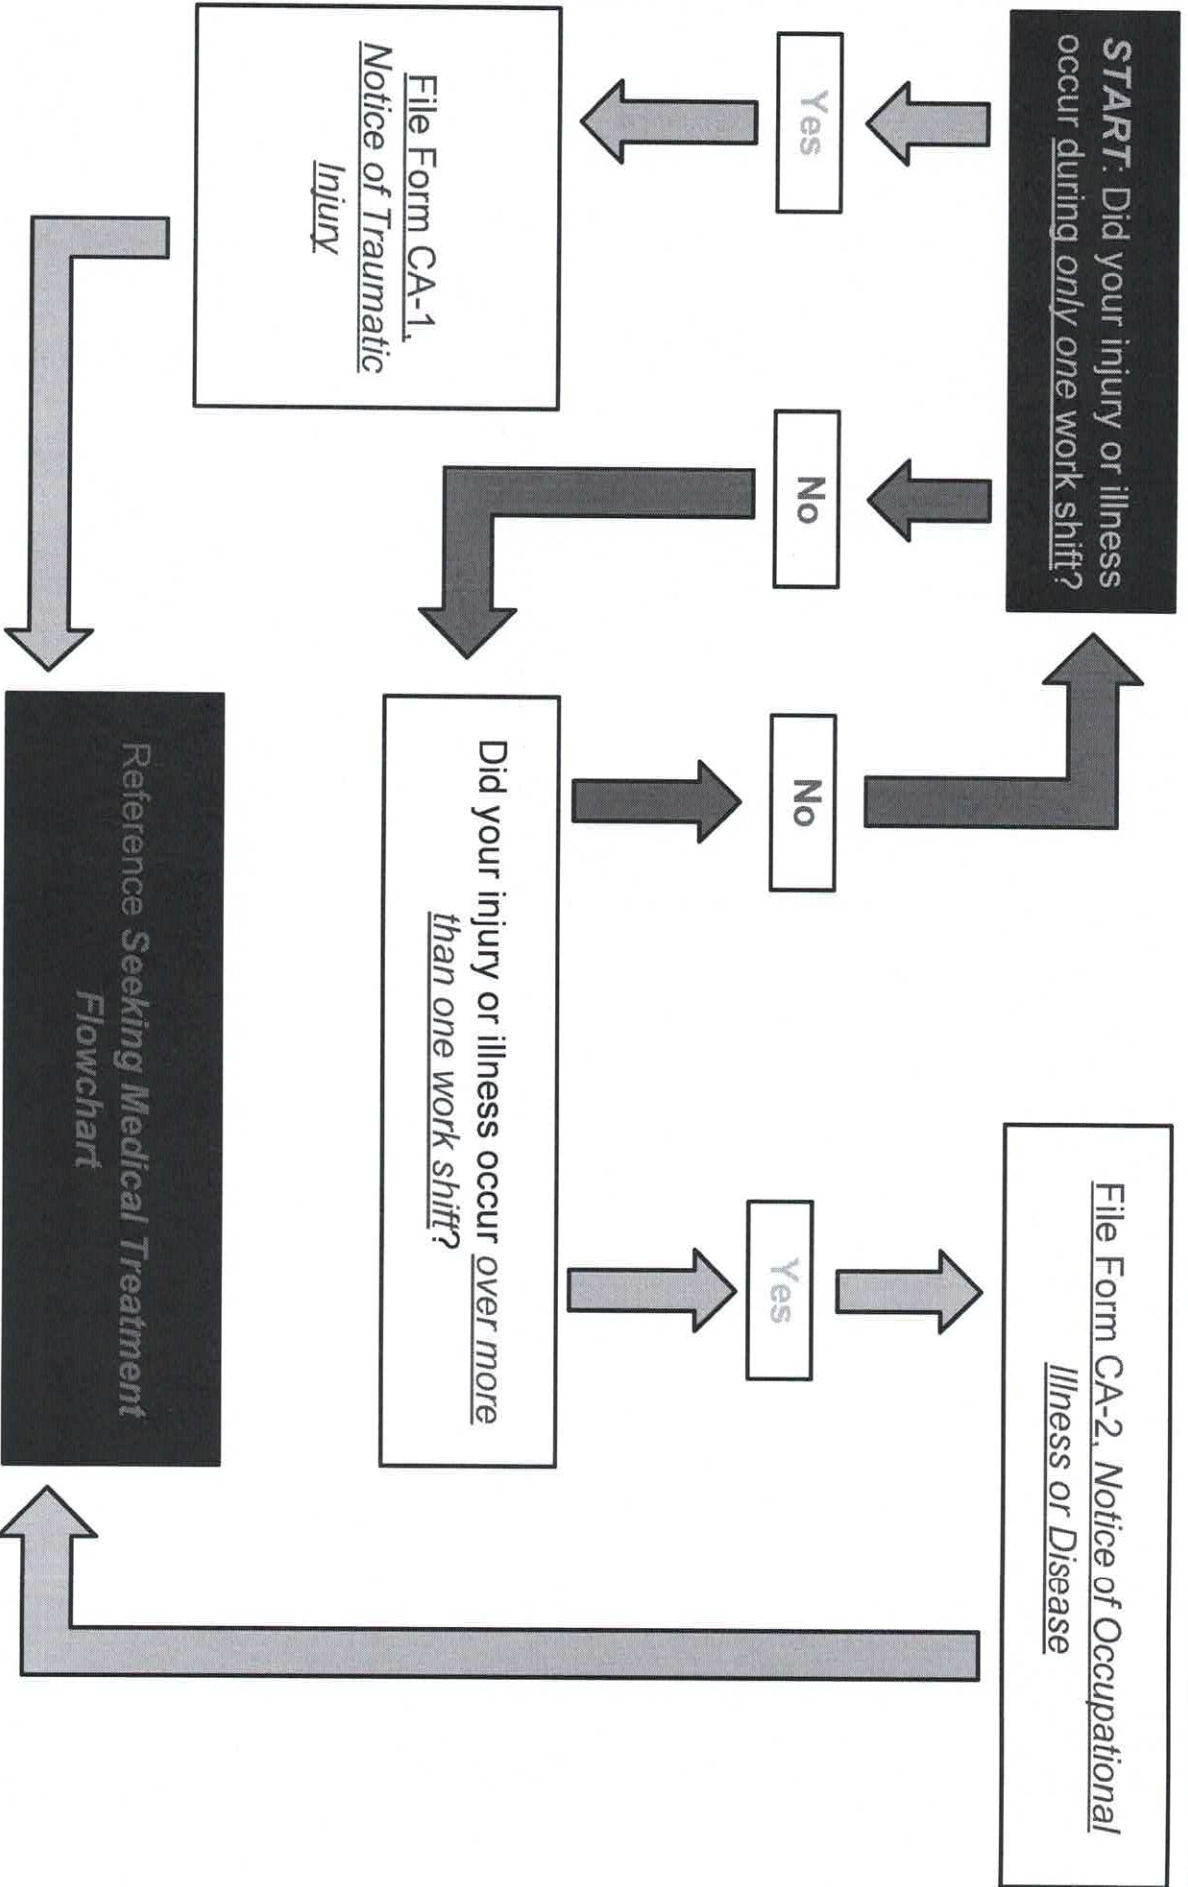 START: Did your injury or illness
occur during only one work shift?
Yes
No
File Form CA-1,
Notice of Traumatic
Injury
No
Did your injury or illness occur over more
than one work shift?
Yes
File Form CA-2, Notice of Occupational
Illness or Disease
Reference Seeking Medical Treatment
Flowchart